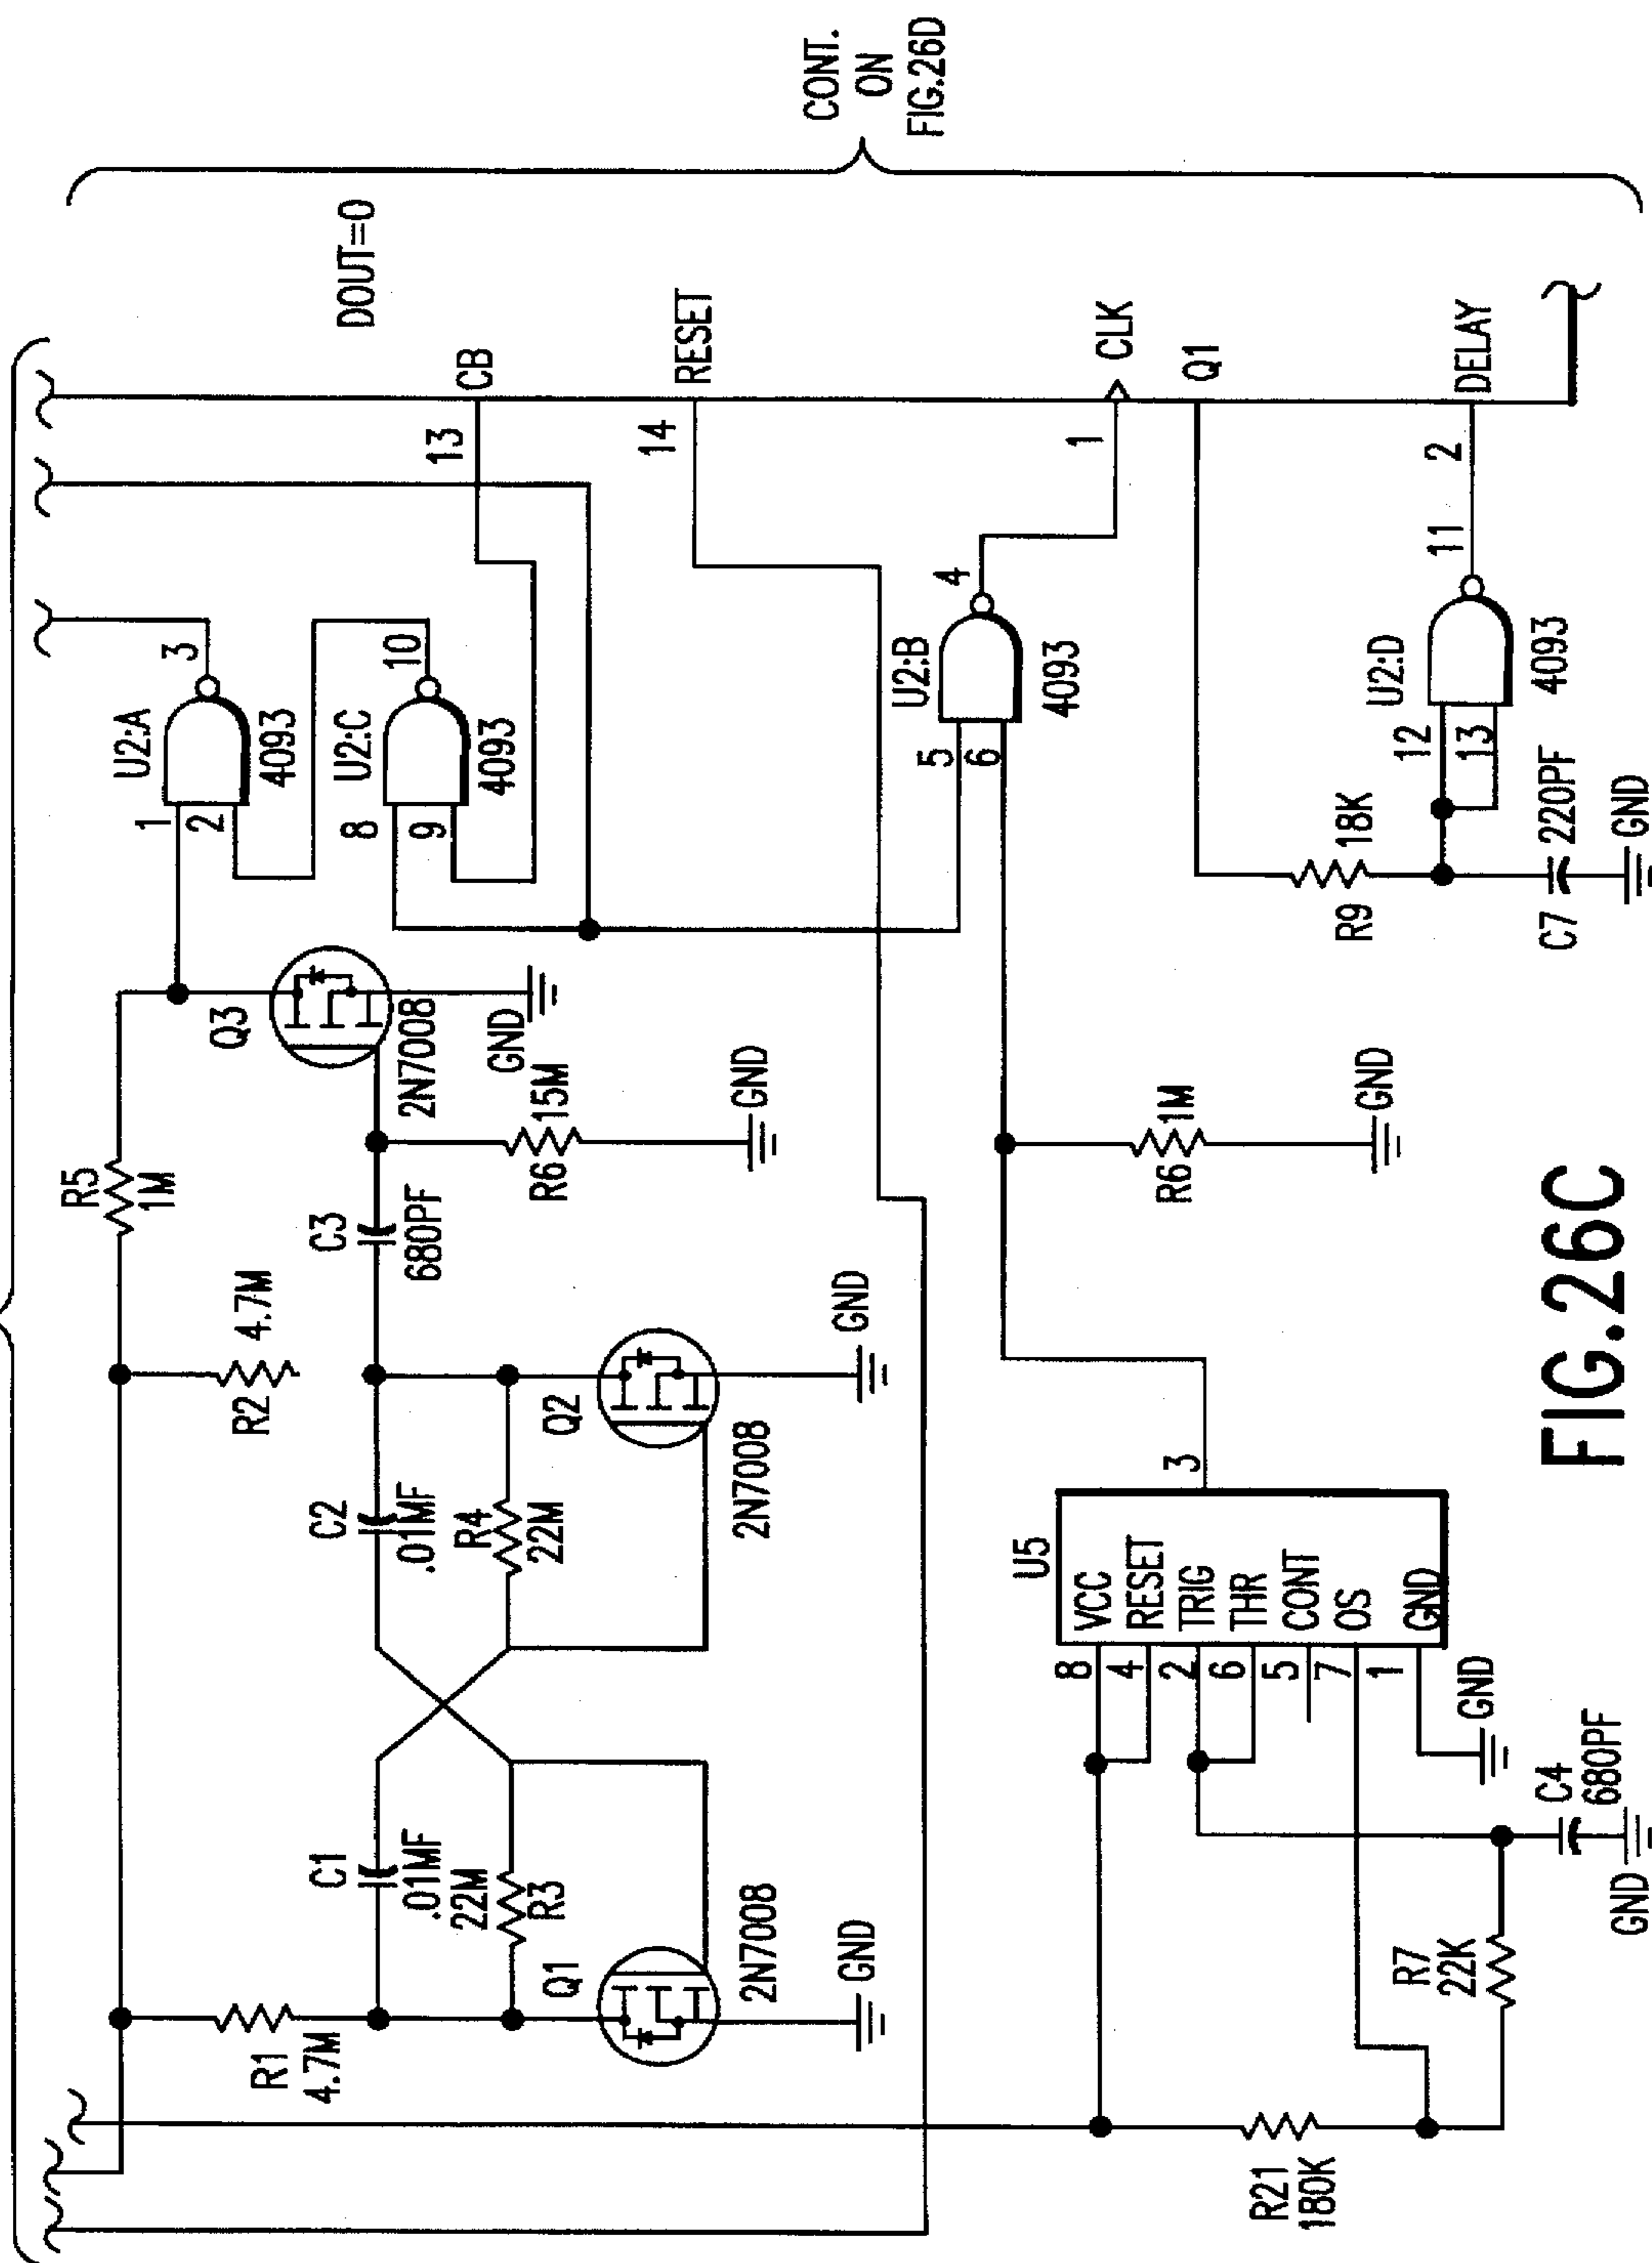 R5
1M
R1
4.7M
R2 4.7M
C1
.01MF
22M
R3
C2
.01MF
R4
22M
C3
680PF
R6 15M
GND
Q1
2N7008
GND
Q2
2N7008
GND
Q3
2N7008
GND
U2:A
1
2
3
4093
U2:C
8
9
10
4093
13
CB
DOUT=0
14
RESET
U2:B
5
6
4
4093
1
CLK
Q1
R9
18K
C7
220PF
GND
U2:D
12
13
11
4093
2
DELAY
R6 1M
GND
U5
8 VCC
4 RESET
2 TRIG
6 THR
5 CONT
7 OS
1 GND
3
GND
R21
180K
R7
22K
C4
680PF
GND
CONT.
ON
FIG.26D
FIG.26C